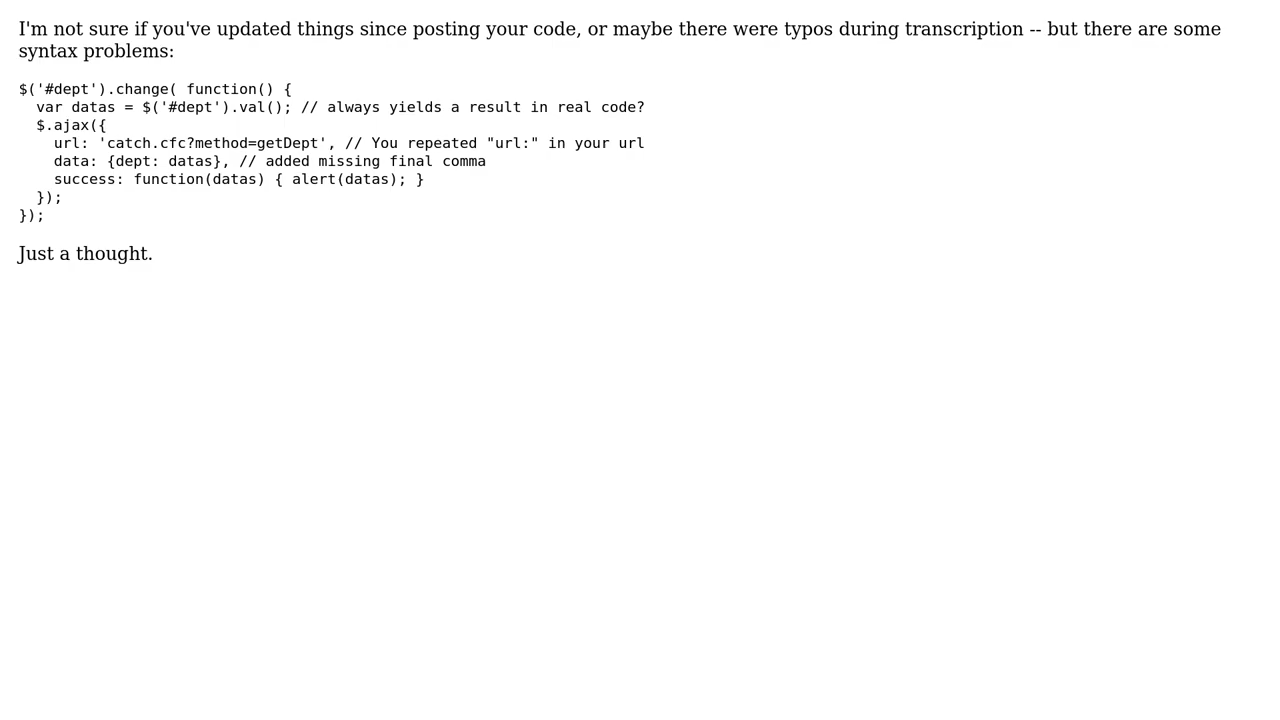 I'm not sure if you've updated things since posting your code, or maybe there were typos during transcription -- but there are some
syntax problems:
$('#dept').change( function() {
  var datas = $('#dept').val(); // always yields a result in real code?
  $.ajax({
    url: 'catch.cfc?method=getDept', // You repeated "url:" in your url
    data: {dept: datas}, // added missing final comma
    success: function(datas) { alert(datas); }
  });
});
Just a thought.